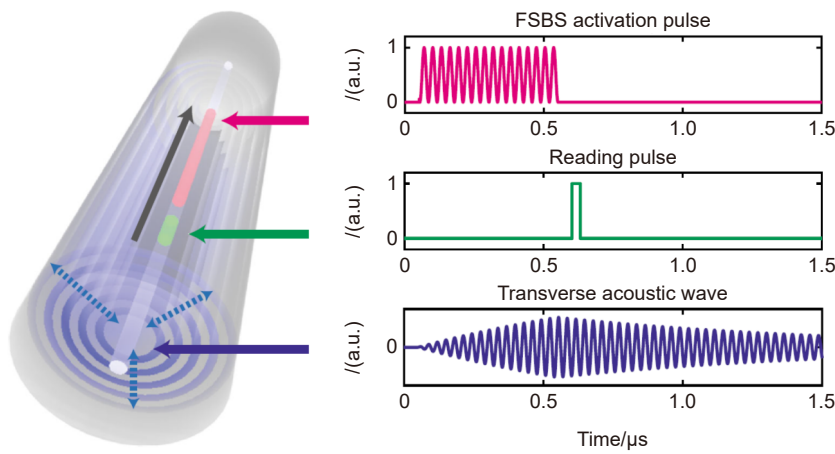 FSBS activation pulse
I/(a.u.)
1
0
0 0.5 1.0 1.5
Reading pulse
I/(a.u.)
1
0
0 0.5 1.0 1.5
Transverse acoustic wave
I/(a.u.)
0
0 0.5 1.0 1.5
Time/μs